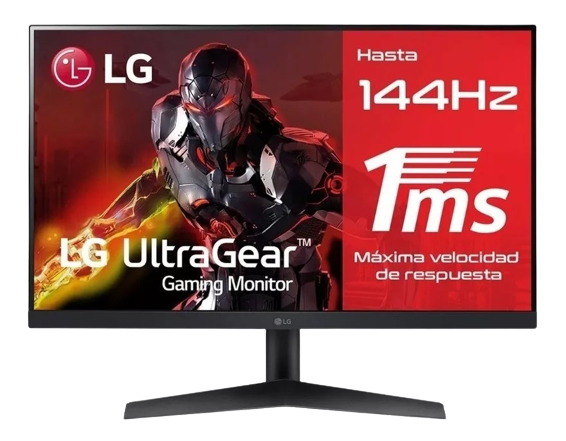 LG
LG UltraGear™
Gaming Monitor
Hasta
144Hz
1ms
Máxima velocidad
de respuesta
LG